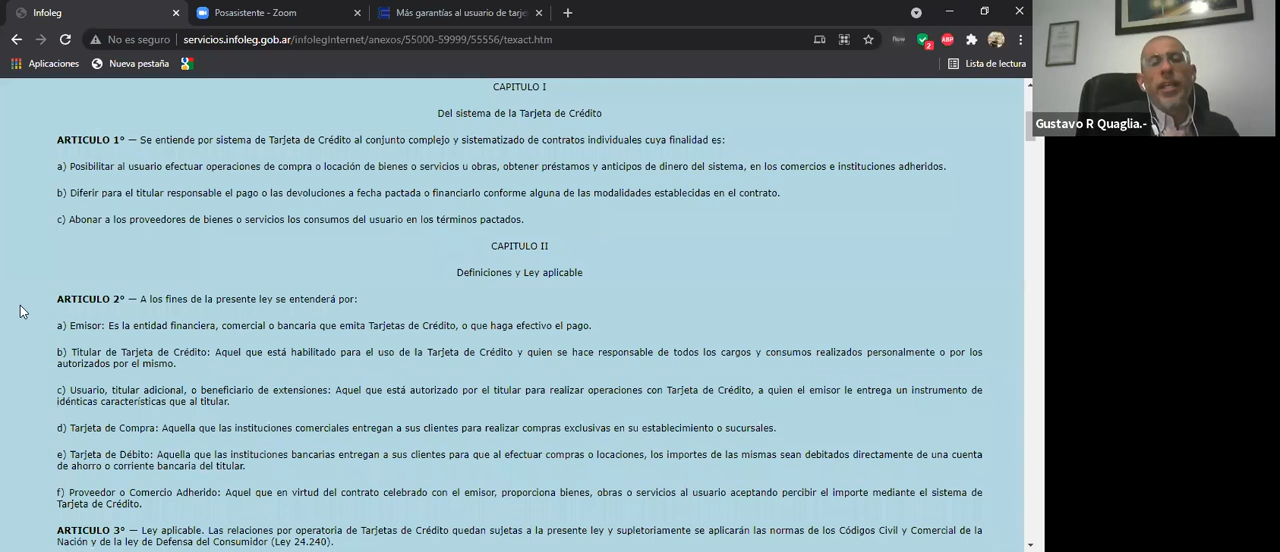 Infoleg
Posasistente - Zoom
Más garantías al usuario de tarje
No es seguro
servicios.infoleg.gob.ar/infolegInternet/anexos/55000-59999/55556/texact.htm
2
ABP
Aplicaciones
Nueva pestaña
Lista de lectura
Gustavo R Quaglia.-
CAPITULO I
Del sistema de la Tarjeta de Crédito
ARTICULO 1° — Se entiende por sistema de Tarjeta de Crédito al conjunto complejo y sistematizado de contratos individuales cuya finalidad es:
a) Posibilitar al usuario efectuar operaciones de compra o locación de bienes o servicios u obras, obtener préstamos y anticipos de dinero del sistema, en los comercios e instituciones adheridos.
b) Diferir para el titular responsable el pago o las devoluciones a fecha pactada o financiarlo conforme alguna de las modalidades establecidas en el contrato.
c) Abonar a los proveedores de bienes o servicios los consumos del usuario en los términos pactados.
CAPITULO II
Definiciones y Ley aplicable
ARTICULO 2° — A los fines de la presente ley se entenderá por:
a) Emisor: Es la entidad financiera, comercial o bancaria que emita Tarjetas de Crédito, o que haga efectivo el pago.
b) Titular de Tarjeta de Crédito: Aquel que está habilitado para el uso de la Tarjeta de Crédito y quien se hace responsable de todos los cargos y consumos realizados personalmente o por los
autorizados por el mismo.
c) Usuario, titular adicional, o beneficiario de extensiones: Aquel que está autorizado por el titular para realizar operaciones con Tarjeta de Crédito, a quien el emisor le entrega un instrumento de
idénticas características que al titular.
d) Tarjeta de Compra: Aquella que las instituciones comerciales entregan a sus clientes para realizar compras exclusivas en su establecimiento o sucursales.
e) Tarjeta de Débito: Aquella que las instituciones bancarias entregan a sus clientes para que al efectuar compras o locaciones, los importes de las mismas sean debitados directamente de una cuenta
de ahorro o corriente bancaria del titular.
f) Proveedor o Comercio Adherido: Aquel que en virtud del contrato celebrado con el emisor, proporciona bienes, obras o servicios al usuario aceptando percibir el importe mediante el sistema de
Tarjeta de Crédito.
ARTICULO 3° — Ley aplicable. Las relaciones por operatoria de Tarjetas de Crédito quedan sujetas a la presente ley y supletoriamente se aplicarán las normas de los Códigos Civil y Comercial de la
Nación y de la ley de Defensa del Consumidor (Ley 24.240).